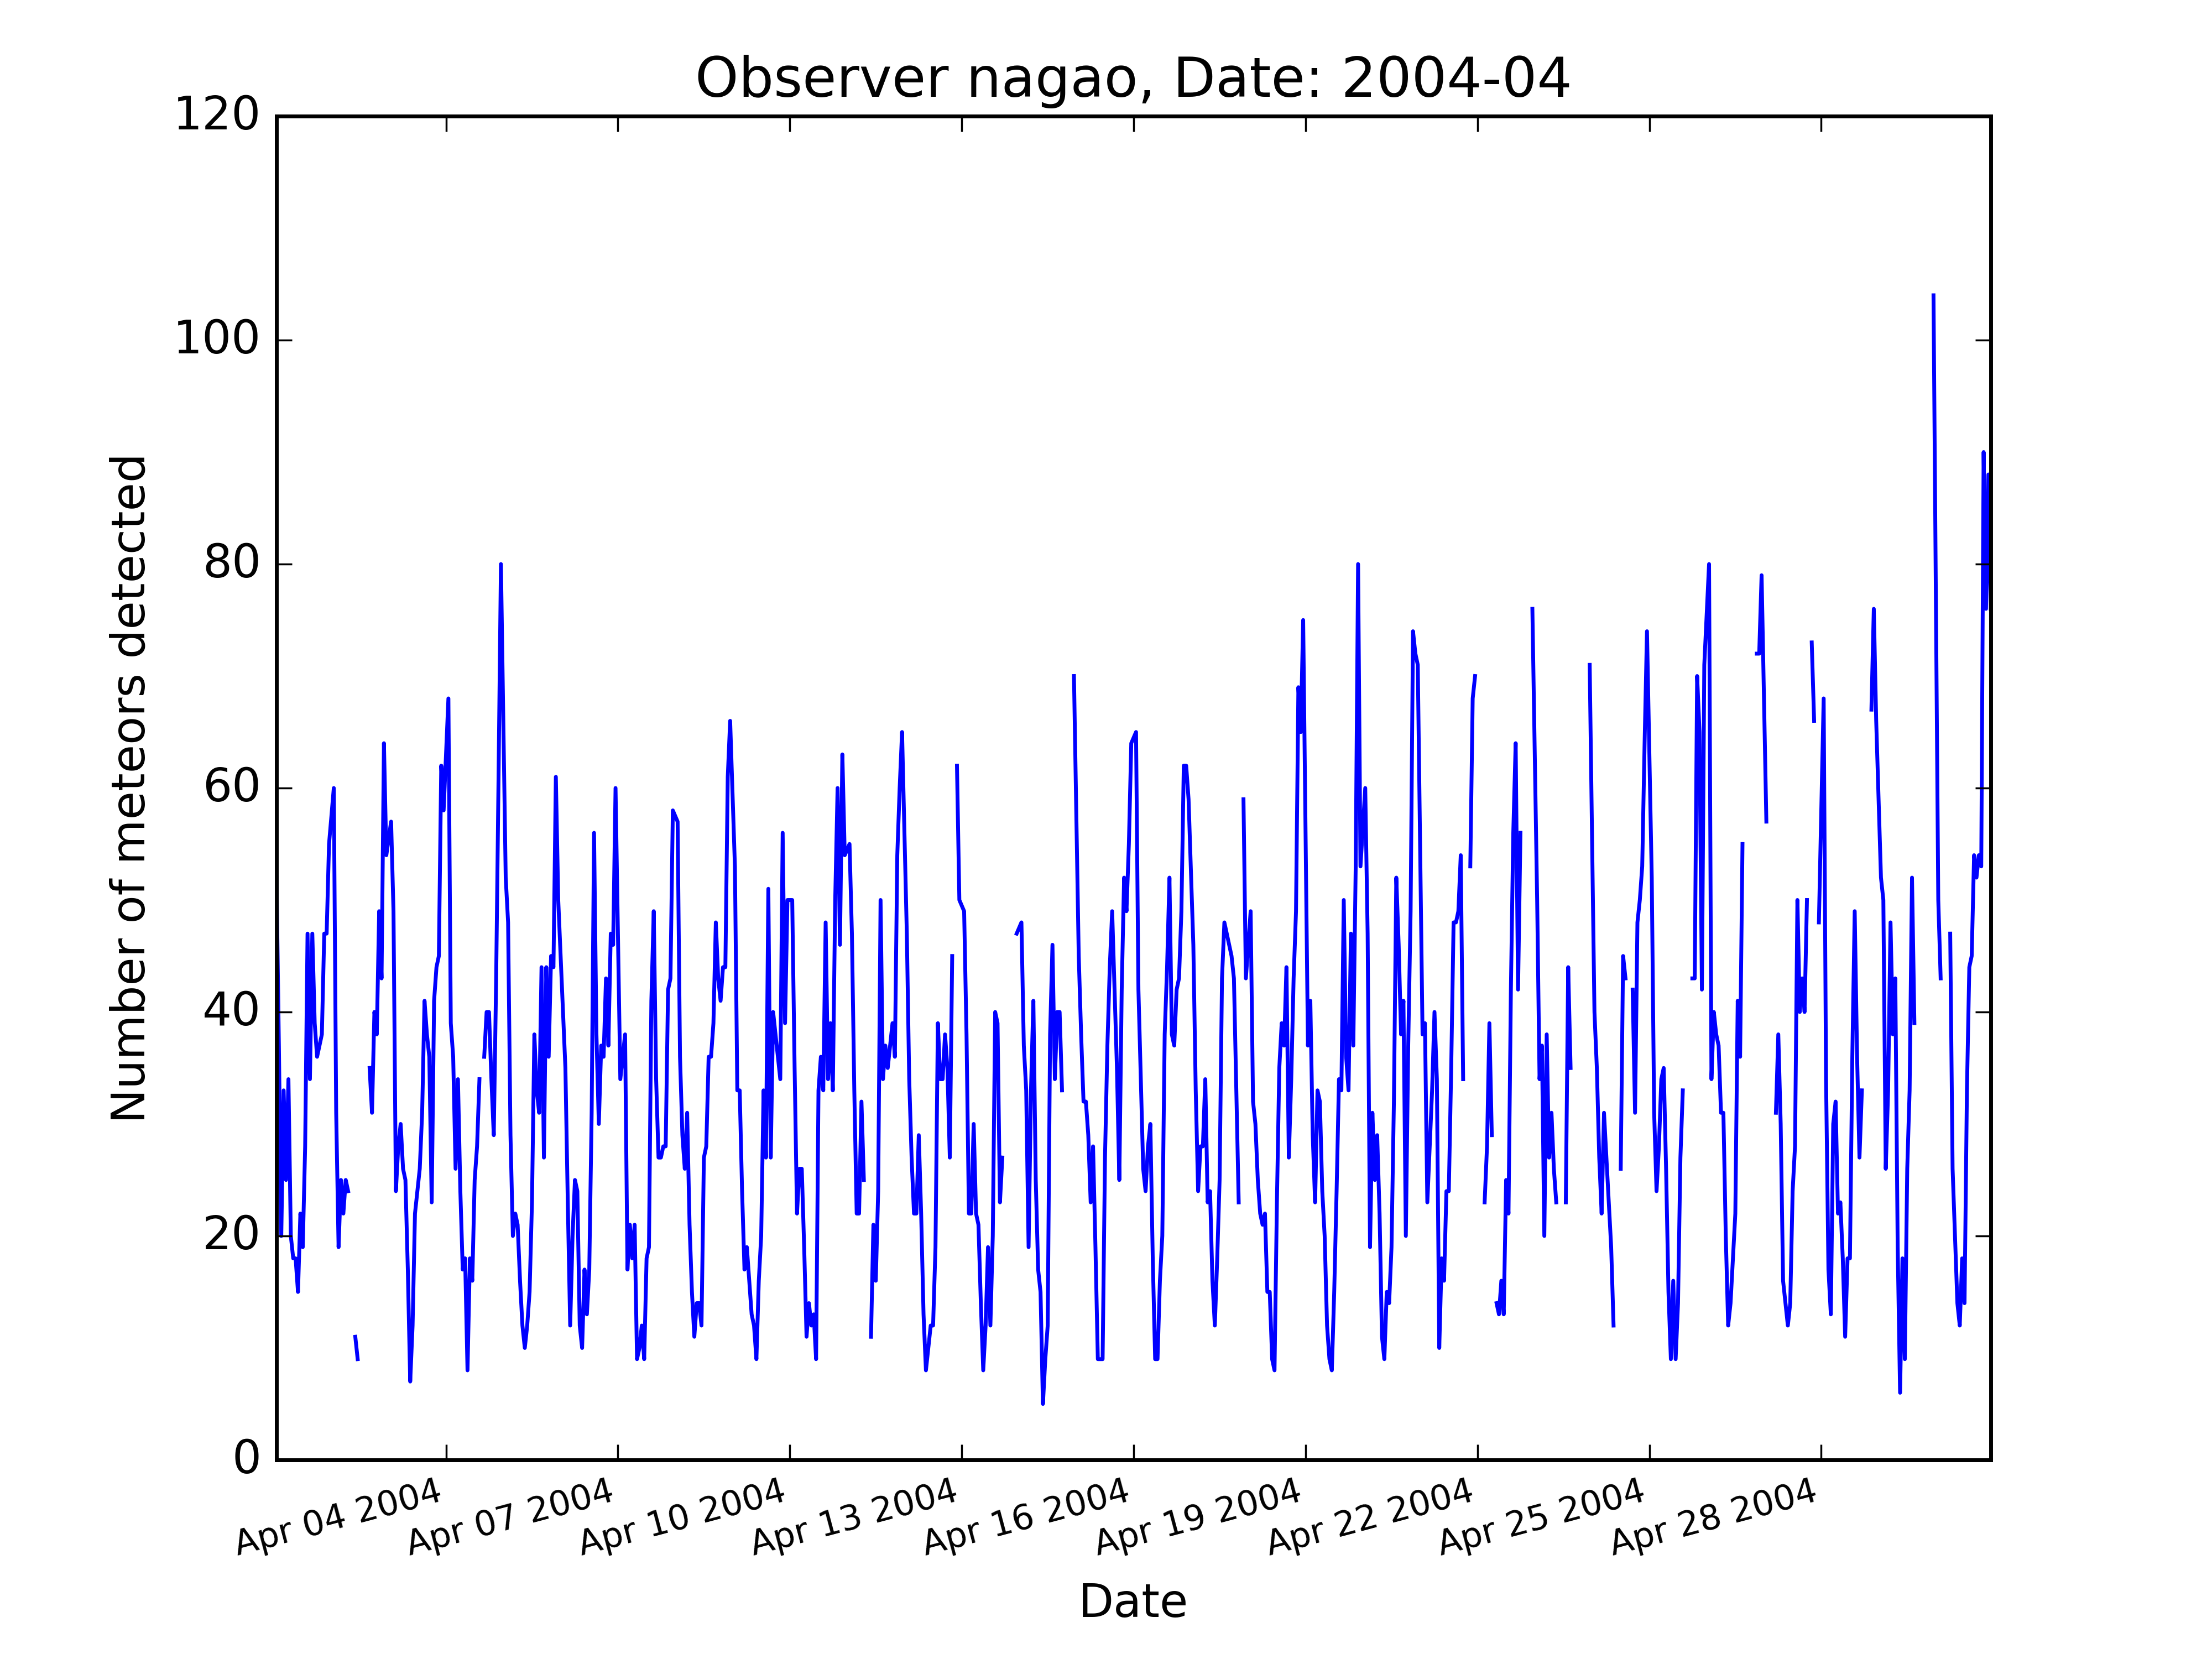 Observer nagao, Date: 2004-04
120
100
80
60
40
20
0
Number of meteors detected
Apr 04 2004
Apr 07 2004
Apr 10 2004
Apr 13 2004
Apr 16 2004
Apr 19 2004
Apr 22 2004
Apr 25 2004
Apr 28 2004
Date